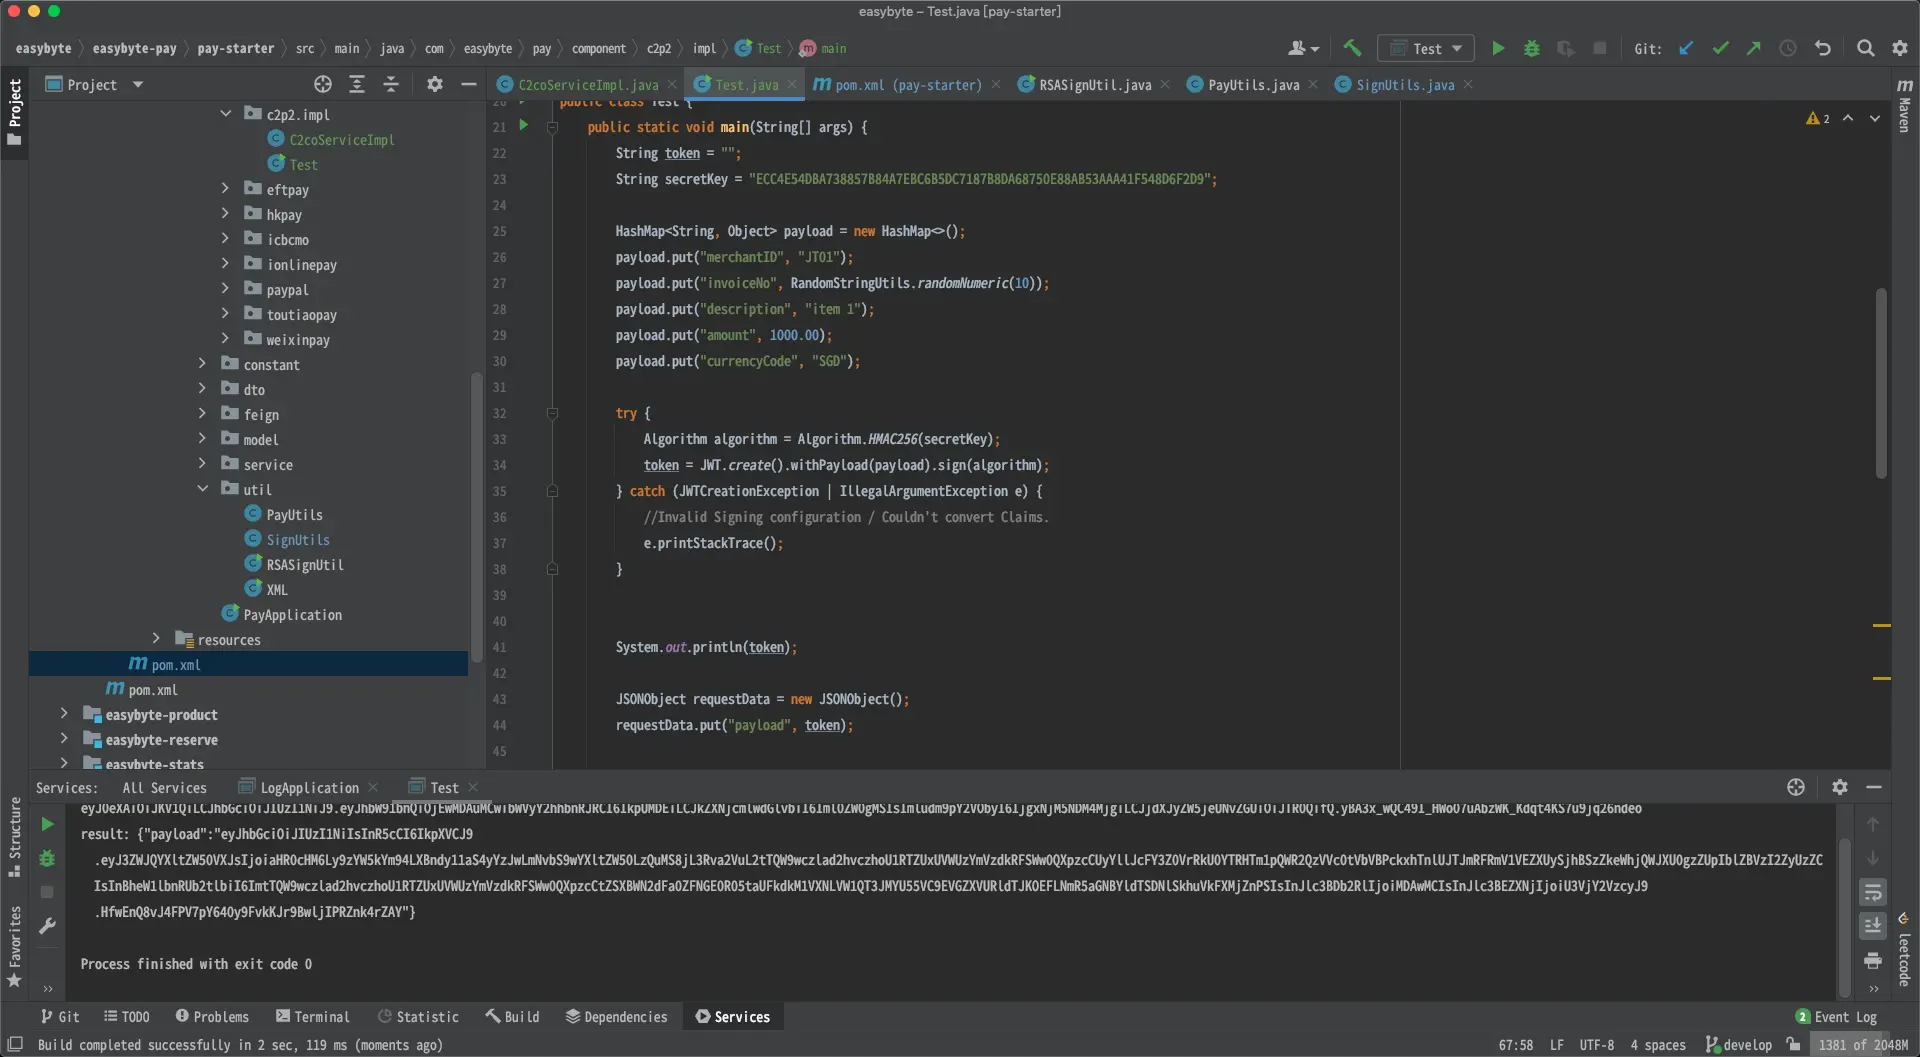 easybyte – Test.java [pay-starter]
easybyte easybyte-pay pay-starter src main java com easybyte pay component c2p2 impl Test main
Test Git:
Project
C2coServiceImpl.java Test.java pom.xml (pay-starter) RSASignUtil.java PayUtils.java SignUtils.java
Project
Maven
c2p2.impl
C2coServiceImpl
Test
eftpay
hkpay
icbcmo
ionlinepay
paypal
toutiaopay
weixinpay
constant
dto
feign
model
service
util
PayUtils
SignUtils
RSASignUtil
XML
PayApplication
resources
pom.xml
pom.xml
easybyte-product
easybyte-reserve
easybyte-stats
2
20 public class Test {
21 public static void main(String[] args) {
22 String token = "";
23 String secretKey = "ECC4E54DBA738857B84A7EBC6B5DC7187B8DA68750E88AB53AAA41F548D6F2D9";
24
25 HashMap<String, Object> payload = new HashMap<>();
26 payload.put("merchantID", "JT01");
27 payload.put("invoiceNo", RandomStringUtils.randomNumeric(10));
28 payload.put("description", "item 1");
29 payload.put("amount", 1000.00);
30 payload.put("currencyCode", "SGD");
31
32 try {
33 Algorithm algorithm = Algorithm.HMAC256(secretKey);
34 token = JWT.create().withPayload(payload).sign(algorithm);
35 } catch (JWTCreationException | IllegalArgumentException e) {
36 //Invalid Signing configuration / Couldn't convert Claims.
37 e.printStackTrace();
38 }
39
40
41 System.out.println(token);
42
43 JSONObject requestData = new JSONObject();
44 requestData.put("payload", token);
45
Services: All Services LogApplication Test
result: {"payload":"eyJhbGciOiJIUzI1NiIsInR5cCI6IkpXVCJ9
.HfwEnQ8vJ4FPV7pY64Oy9FvkKJr9BwljIPRZnk4rZAY"}
Process finished with exit code 0
Structure
Favorites
leetcode
Git TODO Problems Terminal Statistic Build Dependencies Services 2 Event Log
Build completed successfully in 2 sec, 119 ms (moments ago) 67:58 LF UTF-8 4 spaces develop 1381 of 2048M